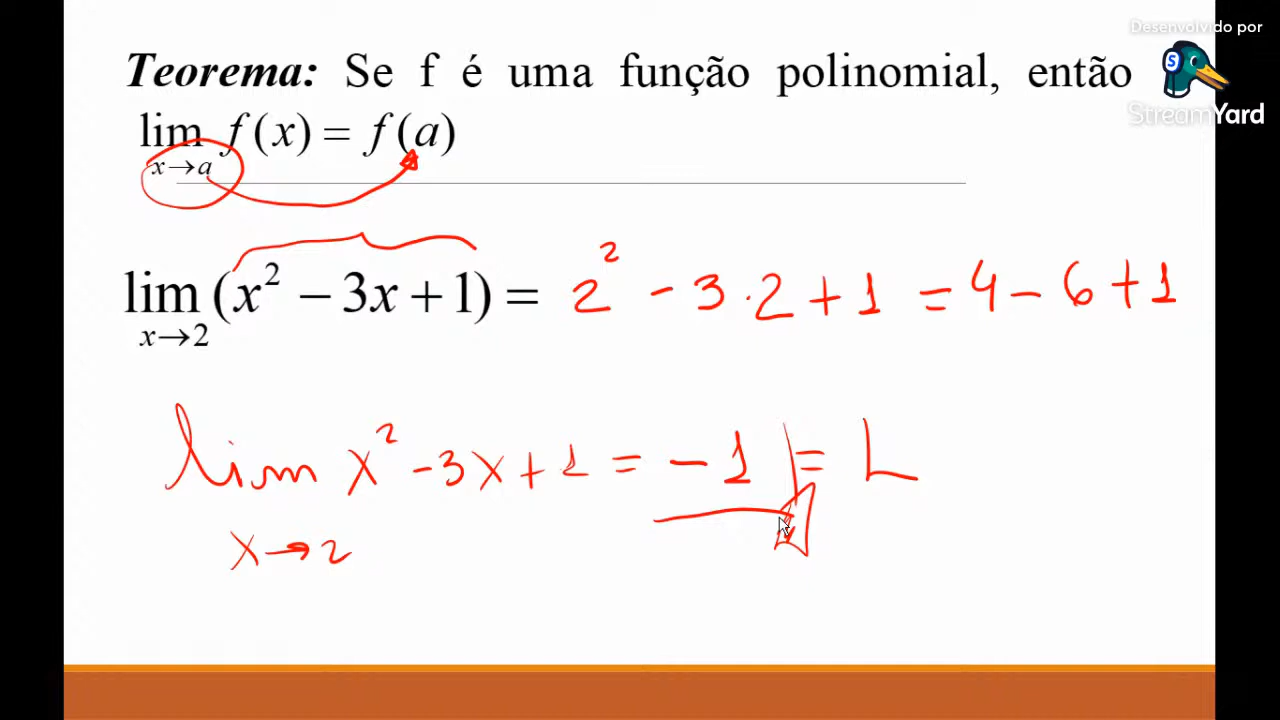 Desenvolvido por
StreamYard
Teorema: Se f é uma função polinomial, então
lim x→a f(x) = f(a)
lim x→2 (x² − 3x + 1) = 2² - 3 · 2 + 1 = 4 - 6 + 1
lim x² - 3x + 1 = - 1 = L
x → 2